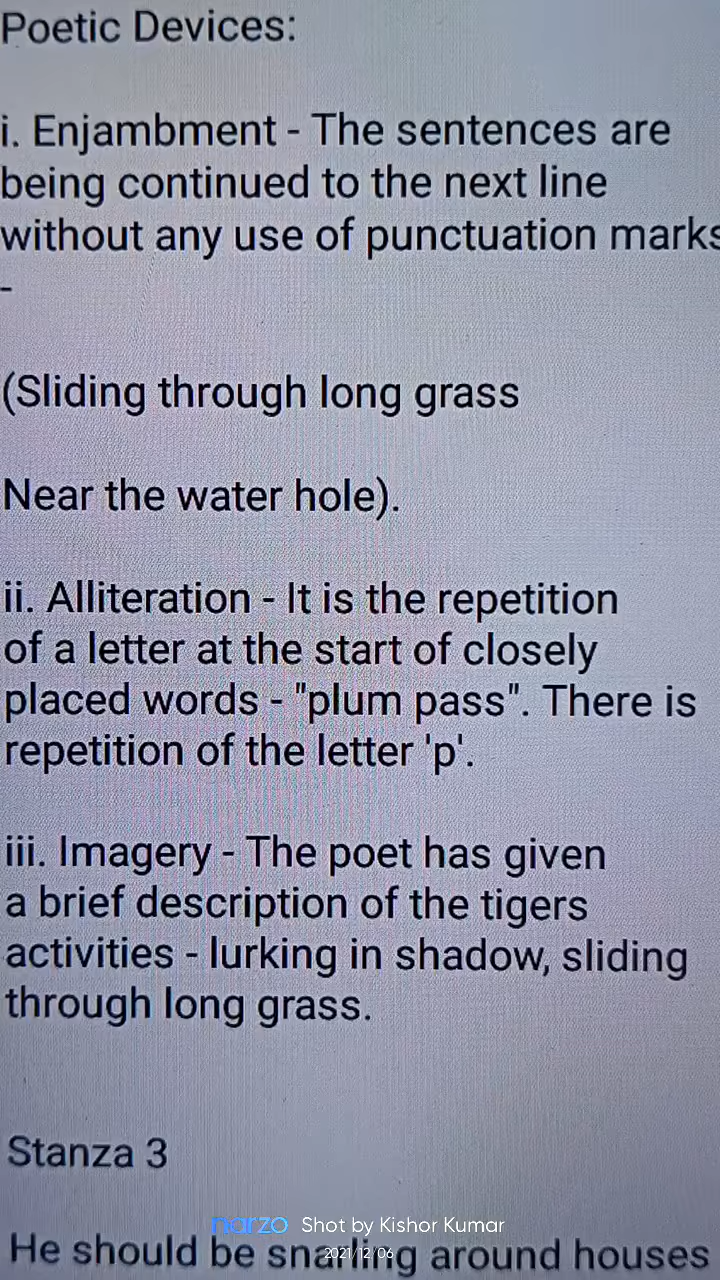 Poetic Devices:
i. Enjambment - The sentences are
being continued to the next line
without any use of punctuation marks
-
(Sliding through long grass
Near the water hole).
ii. Alliteration - It is the repetition
of a letter at the start of closely
placed words - "plum pass". There is
repetition of the letter 'p'.
iii. Imagery - The poet has given
a brief description of the tigers
activities - lurking in shadow, sliding
through long grass.
Stanza 3
narzo Shot by Kishor Kumar
He should be snarling around houses
2021/12/06